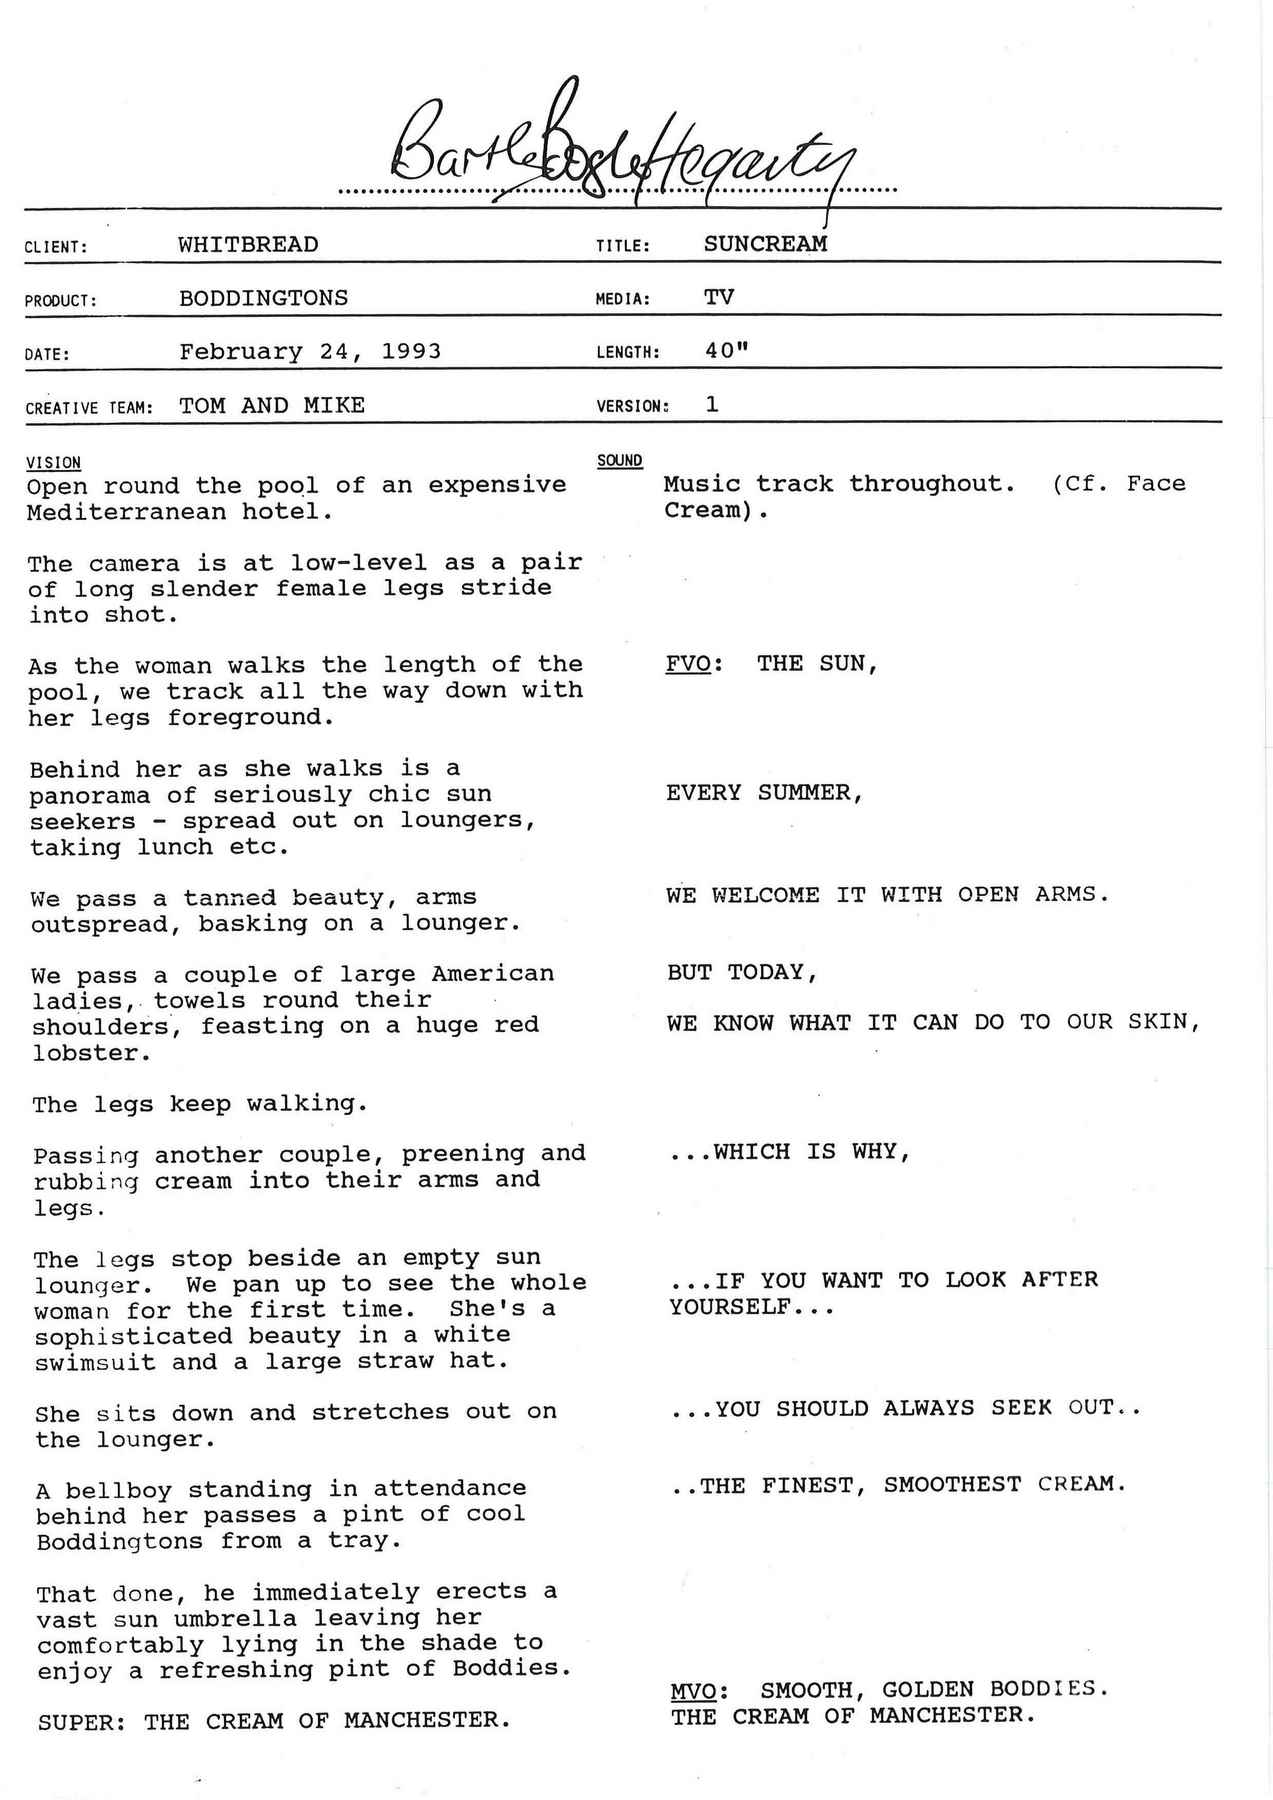 Bartle Bogle Hegarty
CLIENT: WHITBREAD TITLE: SUNCREAM
PRODUCT: BODDINGTONS MEDIA: TV
DATE: February 24, 1993 LENGTH: 40"
CREATIVE TEAM: TOM AND MIKE VERSION: 1
VISION SOUND
Open round the pool of an expensive Music track throughout. (Cf. Face
Mediterranean hotel. Cream).
The camera is at low-level as a pair
of long slender female legs stride
into shot.
As the woman walks the length of the FVO: THE SUN,
pool, we track all the way down with
her legs foreground.
Behind her as she walks is a
panorama of seriously chic sun EVERY SUMMER,
seekers - spread out on loungers,
taking lunch etc.
We pass a tanned beauty, arms WE WELCOME IT WITH OPEN ARMS.
outspread, basking on a lounger.
We pass a couple of large American BUT TODAY,
ladies, towels round their
shoulders, feasting on a huge red WE KNOW WHAT IT CAN DO TO OUR SKIN,
lobster.
The legs keep walking.
Passing another couple, preening and ...WHICH IS WHY,
rubbing cream into their arms and
legs.
The legs stop beside an empty sun
lounger. We pan up to see the whole ...IF YOU WANT TO LOOK AFTER
woman for the first time. She's a YOURSELF...
sophisticated beauty in a white
swimsuit and a large straw hat.
She sits down and stretches out on ...YOU SHOULD ALWAYS SEEK OUT..
the lounger.
A bellboy standing in attendance ..THE FINEST, SMOOTHEST CREAM.
behind her passes a pint of cool
Boddingtons from a tray.
That done, he immediately erects a
vast sun umbrella leaving her
comfortably lying in the shade to
enjoy a refreshing pint of Boddies.
MVO: SMOOTH, GOLDEN BODDIES.
SUPER: THE CREAM OF MANCHESTER. THE CREAM OF MANCHESTER.